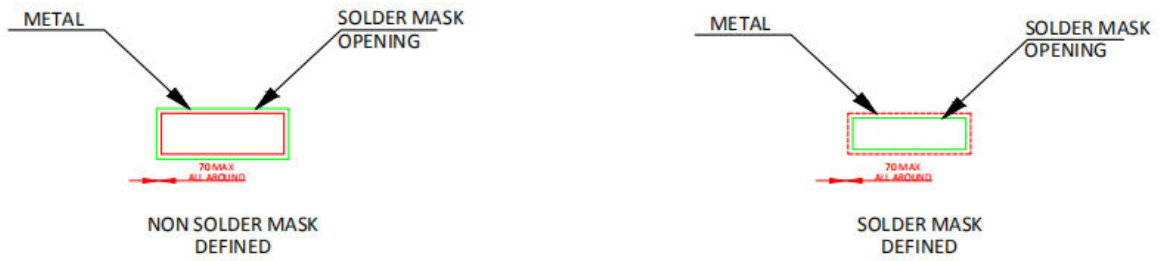 METAL
SOLDER MASK
OPENING
70 MAX
ALL AROUND
NON SOLDER MASK
DEFINED
METAL
SOLDER MASK
OPENING
70 MAX
ALL AROUND
SOLDER MASK
DEFINED